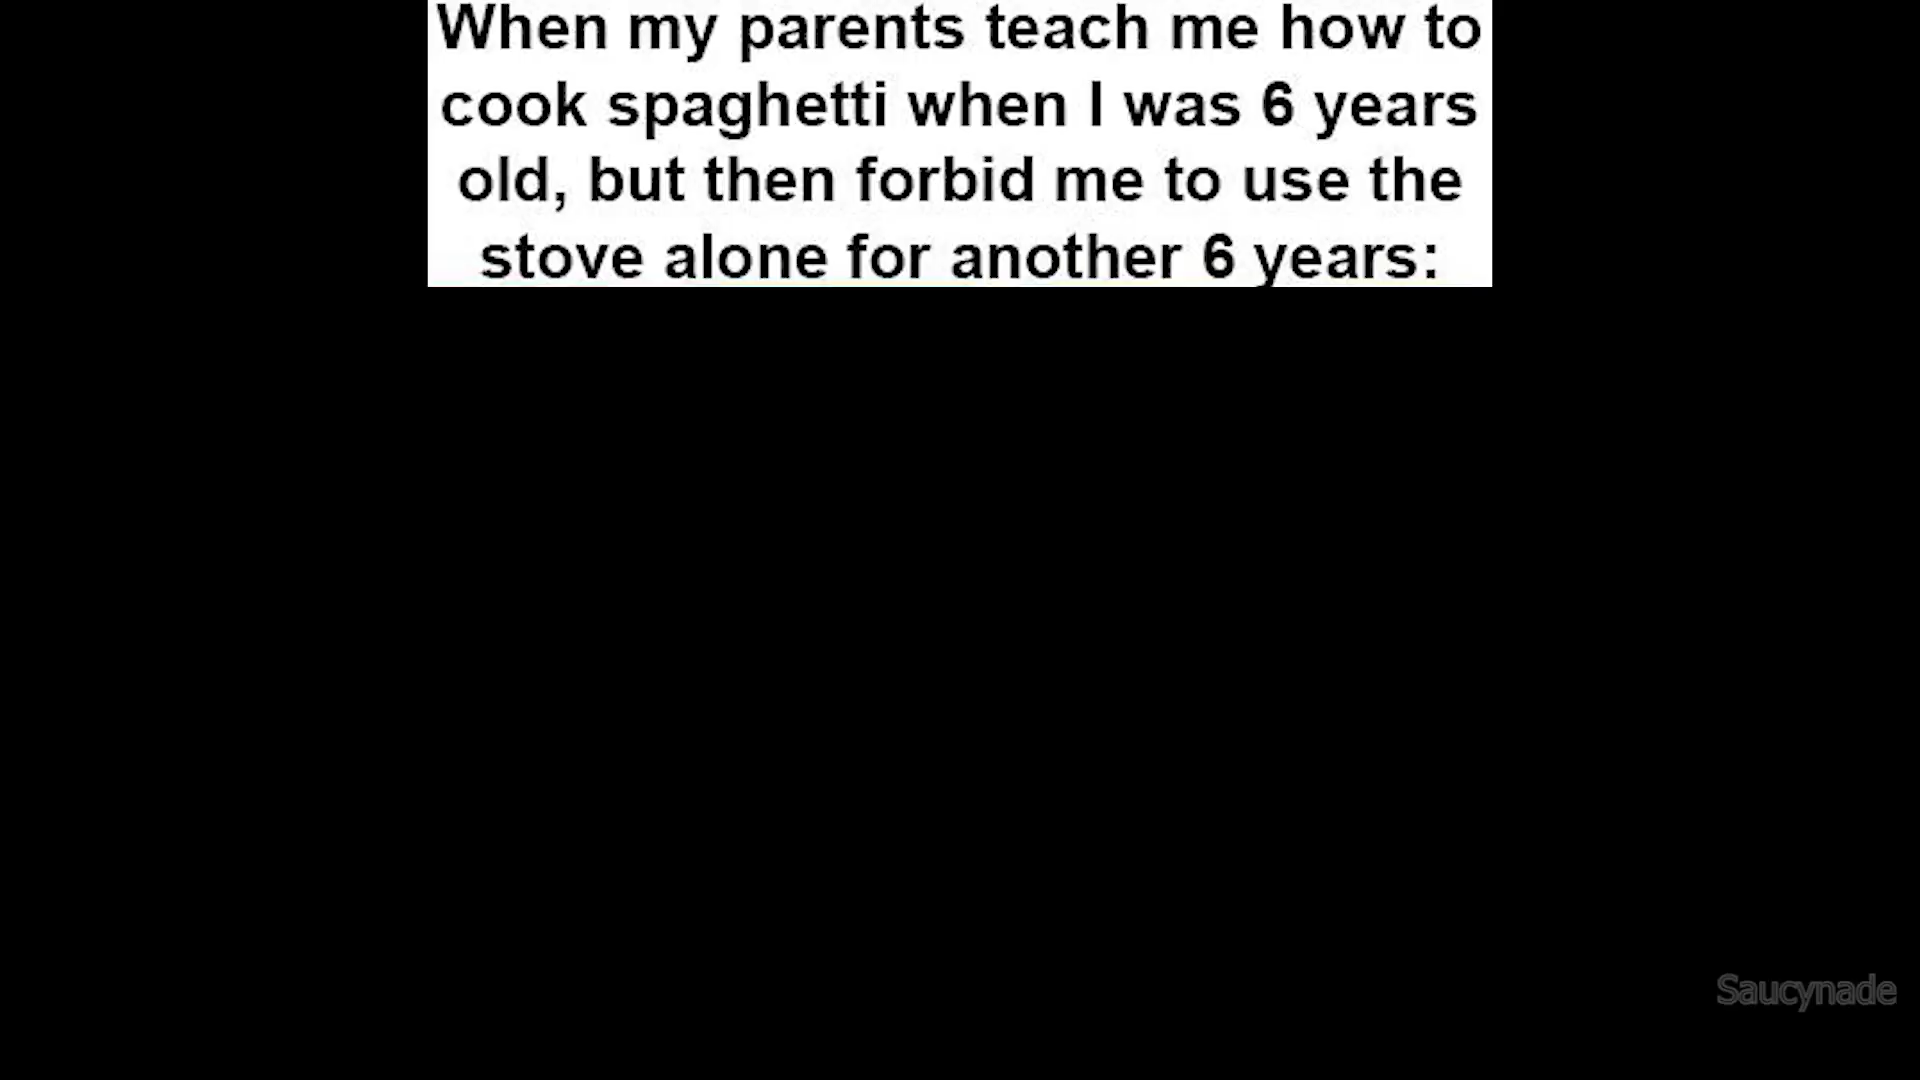 When my parents teach me how to
cook spaghetti when I was 6 years
old, but then forbid me to use the
stove alone for another 6 years:
Saucynade